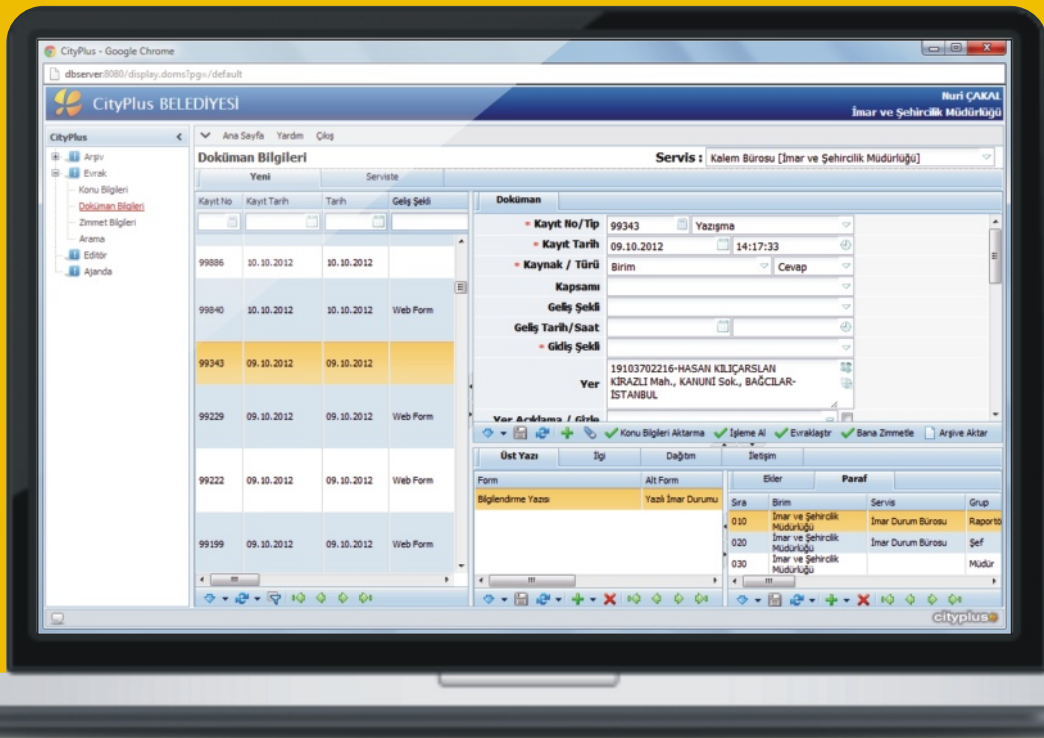 CityPlus - Google Chrome
dbserver:8080/display.doms?pg=/default
CityPlus BELEDİYESİ
Nuri ÇAKAL
İmar ve Şehircilik Müdürlüğü
CityPlus
Ana Sayfa Yardım Çıkış
Arşiv
Evrak
Konu Bilgileri
Doküman Bilgileri
Zimmet Bilgileri
Arama
Editör
Ajanda
Doküman Bilgileri
Servis : Kalem Bürosu [İmar ve Şehircilik Müdürlüğü]
Yeni Serviste
Kayıt No Kayıt Tarih Tarih Geliş Şekli
99886 10.10.2012 10.10.2012
99840 10.10.2012 10.10.2012 Web Form
99343 09.10.2012 09.10.2012
99229 09.10.2012 09.10.2012 Web Form
99222 09.10.2012 09.10.2012 Web Form
99199 09.10.2012 09.10.2012 Web Form
Doküman
* Kayıt No/Tip 99343 Yazışma
* Kayıt Tarih 09.10.2012 14:17:33
* Kaynak / Türü Birim Cevap
Kapsamı
Geliş Şekli
Geliş Tarih/Saat
* Gidiş Şekli
Yer
19103702216-HASAN KILIÇARSLAN
KİRAZLI Mah., KANUNİ Sok., BAĞCILAR-
İSTANBUL
Yer Açıklama / Gizle
Konu Bilgileri Aktarma İşleme Al Evraklaştır Bana Zimmetle Arşive Aktar
Üst Yazı İlgi Dağıtım İletişim
Form Alt Form
Bilgilendirme Yazısı Yazılı İmar Durumu
Ekler Paraf
Sıra Birim Servis Grup
010 İmar ve Şehircilik Müdürlüğü İmar Durum Bürosu Raportö
020 İmar ve Şehircilik Müdürlüğü İmar Durum Bürosu Şef
030 İmar ve Şehircilik Müdürlüğü Müdür
cityplus